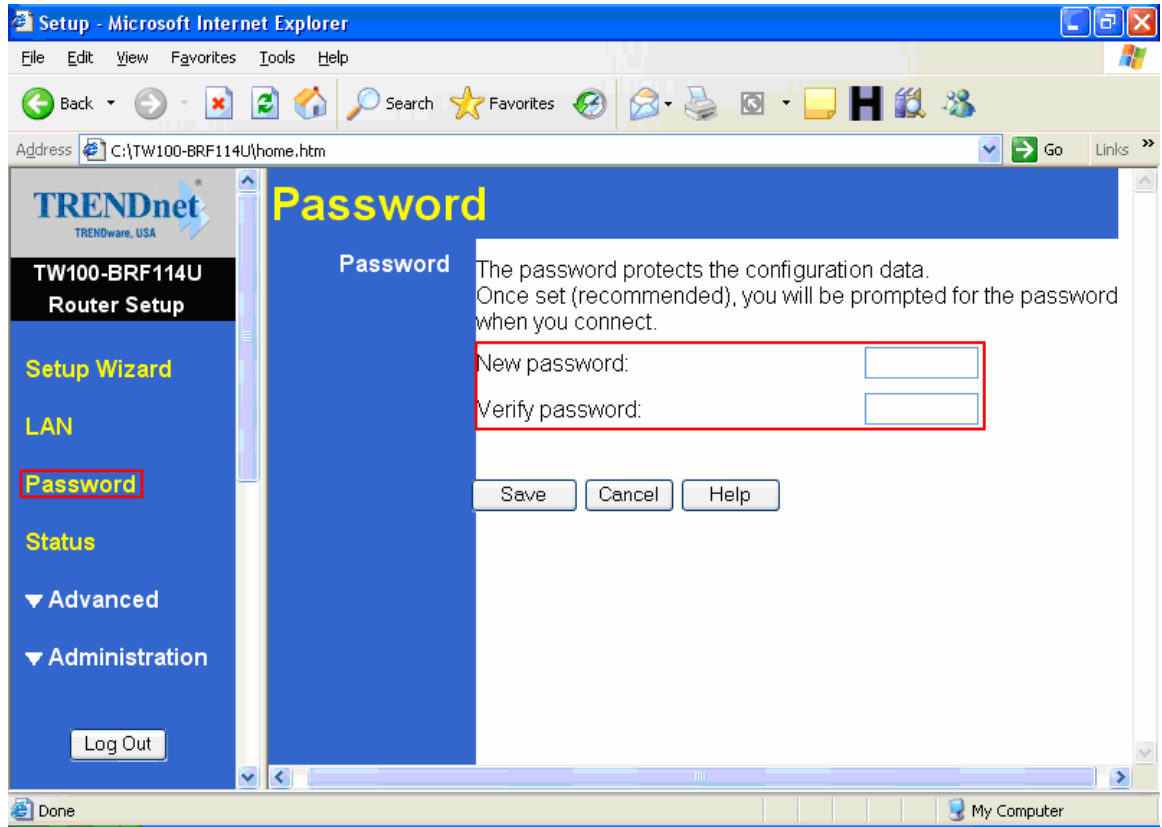 Setup - Microsoft Internet Explorer
File Edit View Favorites Tools Help
Back Search Favorites
Address C:\TW100-BRF114U\home.htm Go Links »
TRENDnet
TRENDware, USA
TW100-BRF114U
Router Setup
Setup Wizard
LAN
Password
Status
Advanced
Administration
Log Out
Password
Password
The password protects the configuration data.
Once set (recommended), you will be prompted for the password
when you connect.
New password:
Verify password:
Save Cancel Help
Done My Computer